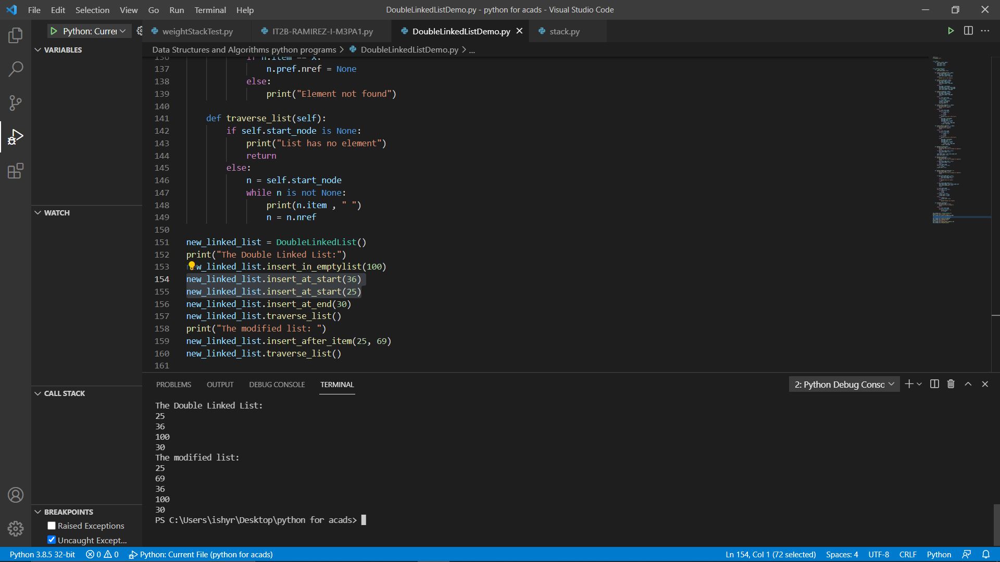 File Edit Selection View Go Run Terminal Help
DoubleLinkedListDemo.py - python for acads - Visual Studio Code
Python: Currer
weightStackTest.py
IT2B-RAMIREZ-I-M3PA1.py
DoubleLinkedListDemo.py
stack.py
Data Structures and Algorithms python programs > DoubleLinkedListDemo.py > ...
VARIABLES
WATCH
CALL STACK
BREAKPOINTS
Raised Exceptions
Uncaught Except...
136 if n.item == x:
137 n.pref.nref = None
138 else:
139 print("Element not found")
140
141 def traverse_list(self):
142 if self.start_node is None:
143 print("List has no element")
144 return
145 else:
146 n = self.start_node
147 while n is not None:
148 print(n.item , " ")
149 n = n.nref
150
151 new_linked_list = DoubleLinkedList()
152 print("The Double Linked List:")
153 new_linked_list.insert_in_emptylist(100)
154 new_linked_list.insert_at_start(36)
155 new_linked_list.insert_at_start(25)
156 new_linked_list.insert_at_end(30)
157 new_linked_list.traverse_list()
158 print("The modified list: ")
159 new_linked_list.insert_after_item(25, 69)
160 new_linked_list.traverse_list()
161
PROBLEMS OUTPUT DEBUG CONSOLE TERMINAL
2: Python Debug Consc
The Double Linked List:
25
36
100
30
The modified list:
25
69
36
100
30
PS C:\Users\ishyr\Desktop\python for acads>
Python 3.8.5 32-bit 0 0 Python: Current File (python for acads)
Ln 154, Col 1 (72 selected) Spaces: 4 UTF-8 CRLF Python